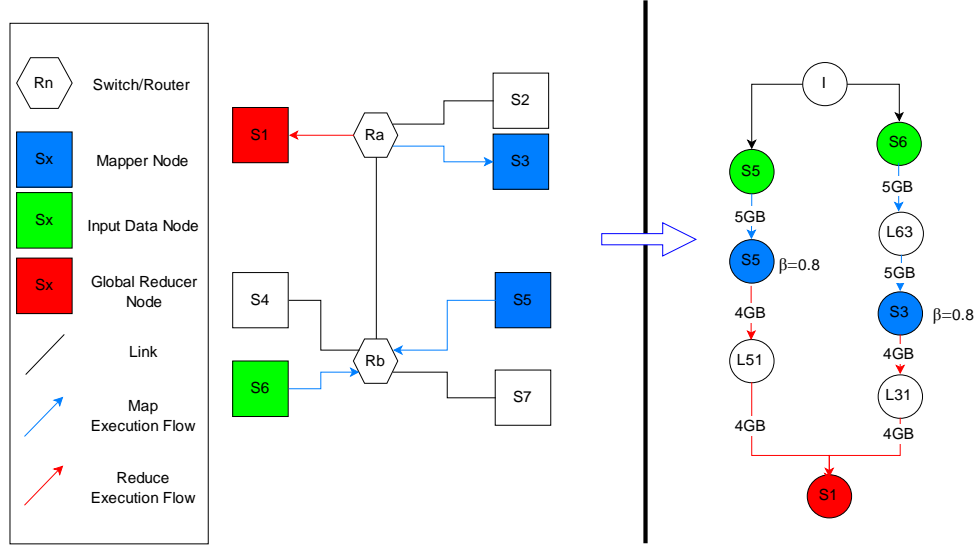 Rn
Switch/Router
Sx
Mapper Node
Sx
Input Data Node
Sx
Global Reducer
Node
Link
Map
Execution Flow
Reduce
Execution Flow
S1
Ra
S2
S3
S4
S5
Rb
S6
S7
I
S5
S6
5GB
5GB
L63
S5
β=0.8
5GB
4GB
S3
β=0.8
L51
4GB
L31
4GB
4GB
S1